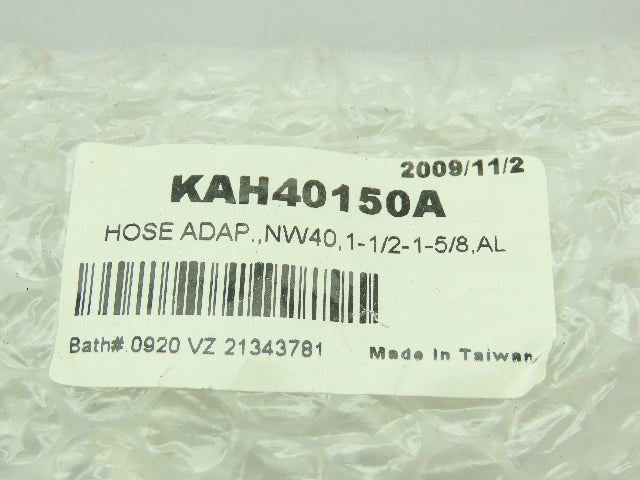 2009/11/2
KAH40150A
HOSE ADAP.,NW40,1-1/2-1-5/8,AL
Bath#.0920 VZ 21343781 Made In Taiwan